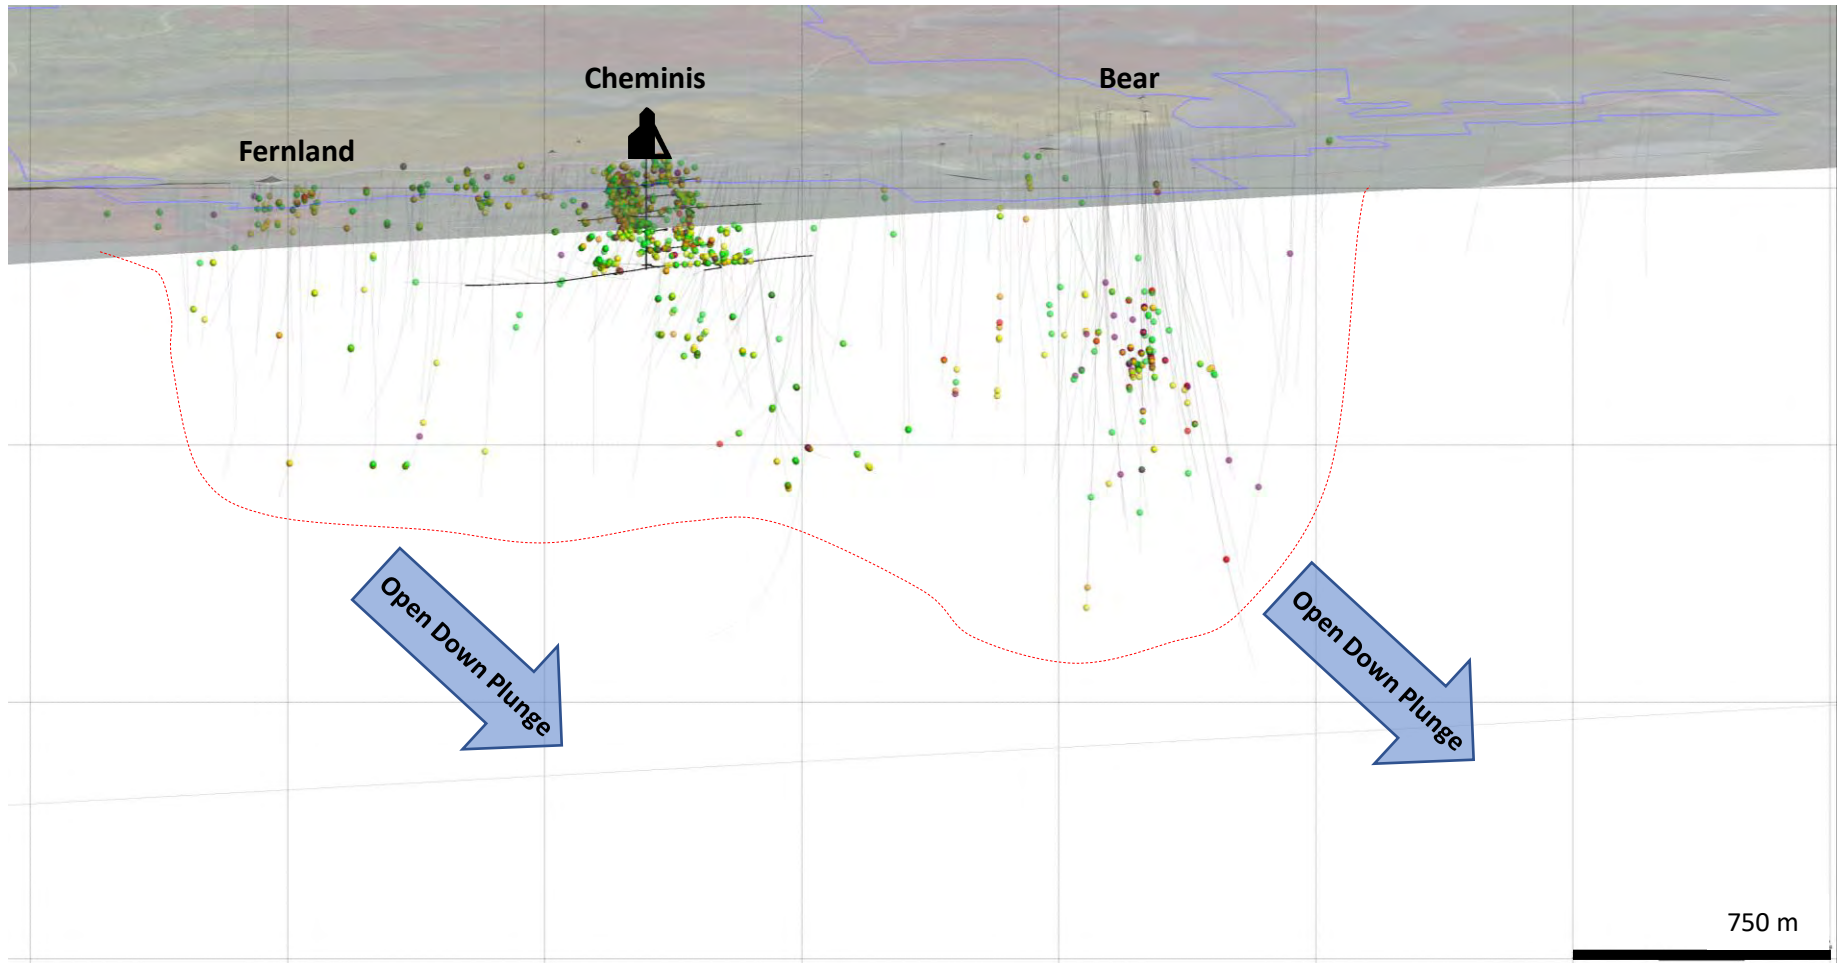 Cheminis
Bear
Fernland
Open Down Plunge
Open Down Plunge
750 m